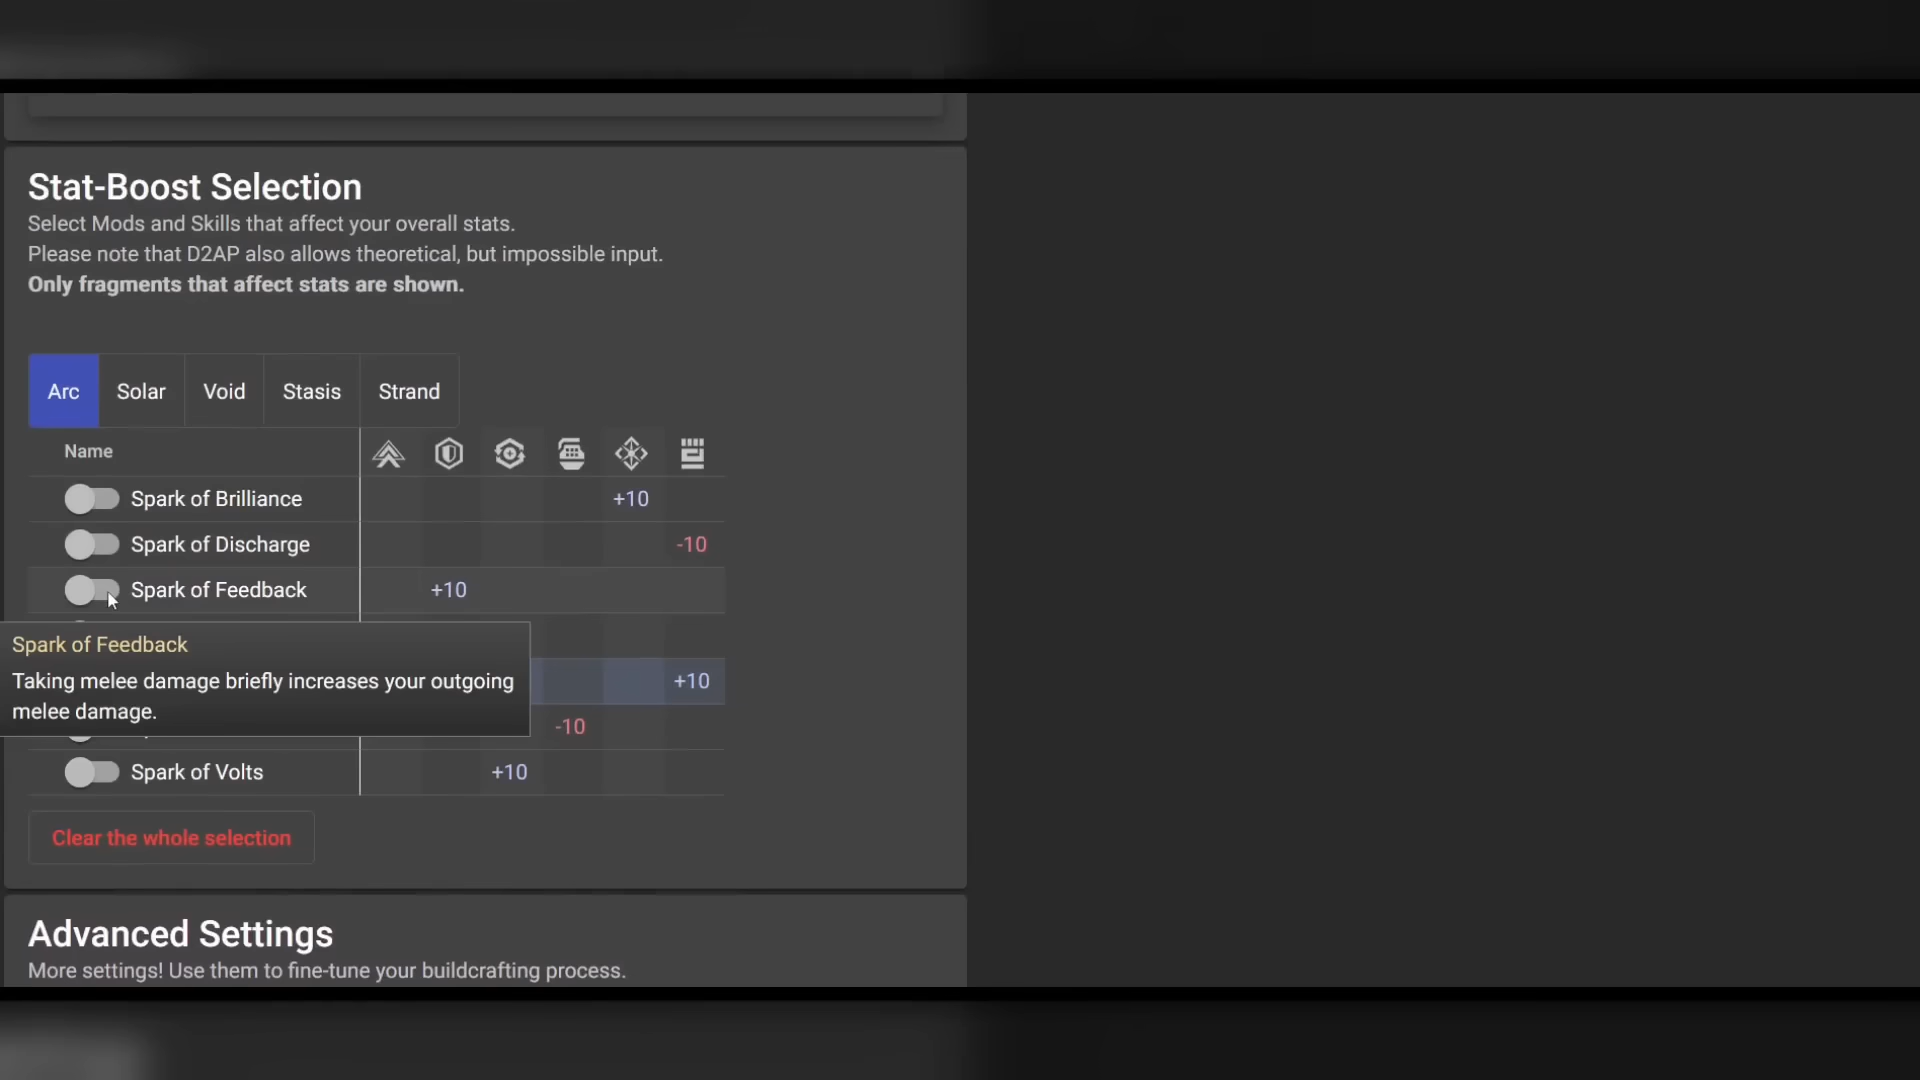 Stat-Boost Selection
Select Mods and Skills that affect your overall stats.
Please note that D2AP also allows theoretical, but impossible input.
Only fragments that affect stats are shown.
Arc Solar Void Stasis Strand
Name
Spark of Brilliance +10
Spark of Discharge -10
Spark of Feedback +10
Spark of Feedback
Taking melee damage briefly increases your outgoing
melee damage.
+10
-10
Spark of Volts +10
Clear the whole selection
Advanced Settings
More settings! Use them to fine-tune your buildcrafting process.